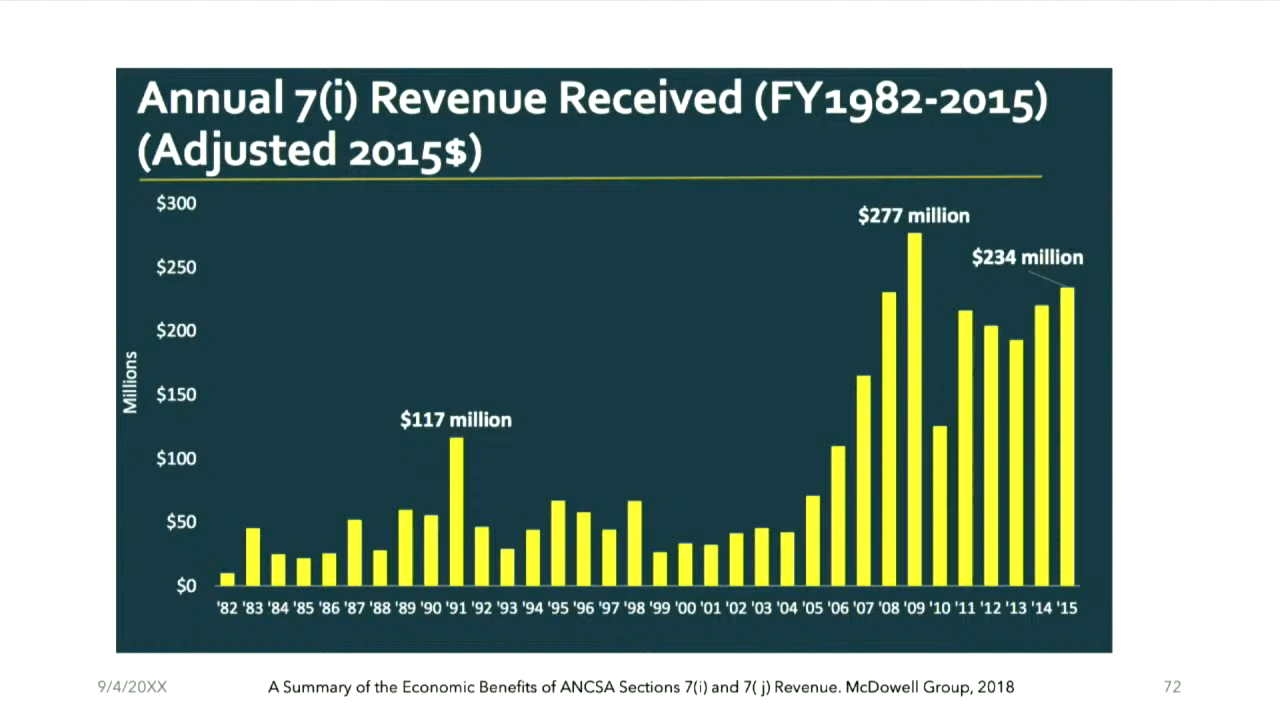 Annual 7(i) Revenue Received (FY1982-2015)
(Adjusted 2015$)
$300
$277 million
$250
$234 million
$200
Millions
$150
$117 million
$100
$50
$0
'82 '83 '84 '85 '86 '87 '88 '89 '90 '91 '92 '93 '94 '95 '96 '97 '98 '99 '00 '01 '02 '03 '04 '05 '06 '07 '08 '09 '10 '11 '12 '13 '14 '15
9/4/20XX
A Summary of the Economic Benefits of ANCSA Sections 7(i) and 7( j) Revenue. McDowell Group, 2018
72